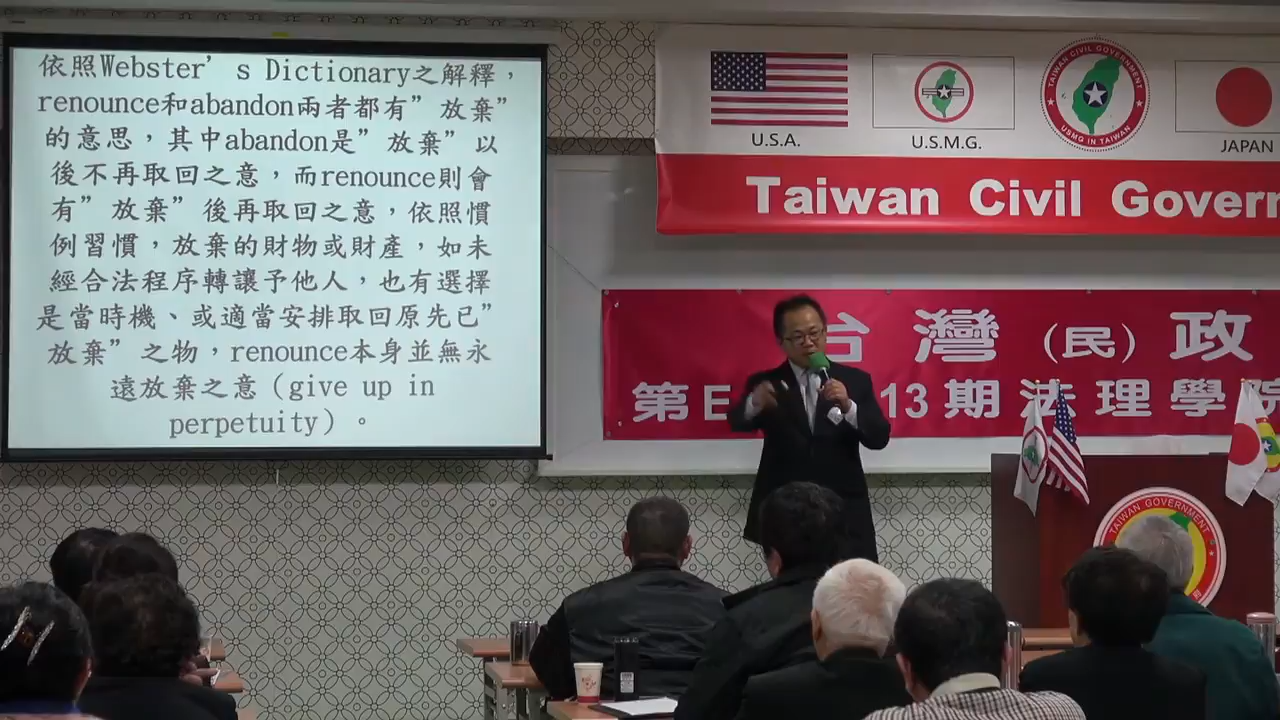 依照Webster's Dictionary之解釋，
renounce和abandon兩者都有"放棄"
的意思，其中abandon是"放棄"以
後不再取回之意，而renounce則會
有"放棄"後再取回之意，依照慣
例習慣，放棄的財物或財產，如未
經合法程序轉讓予他人，也有選擇
是當時機、或適當安排取回原先已"
放棄"之物，renounce本身並無永
遠放棄之意（give up in
perpetuity）。
U.S.A.
U.S.M.G.
TAIWAN CIVIL GOVERNMENT
USMG IN TAIWAN
JAPAN
Taiwan Civil Govern
台灣（民）政
第E 13期法理學院
TAIWAN GOVERNMENT